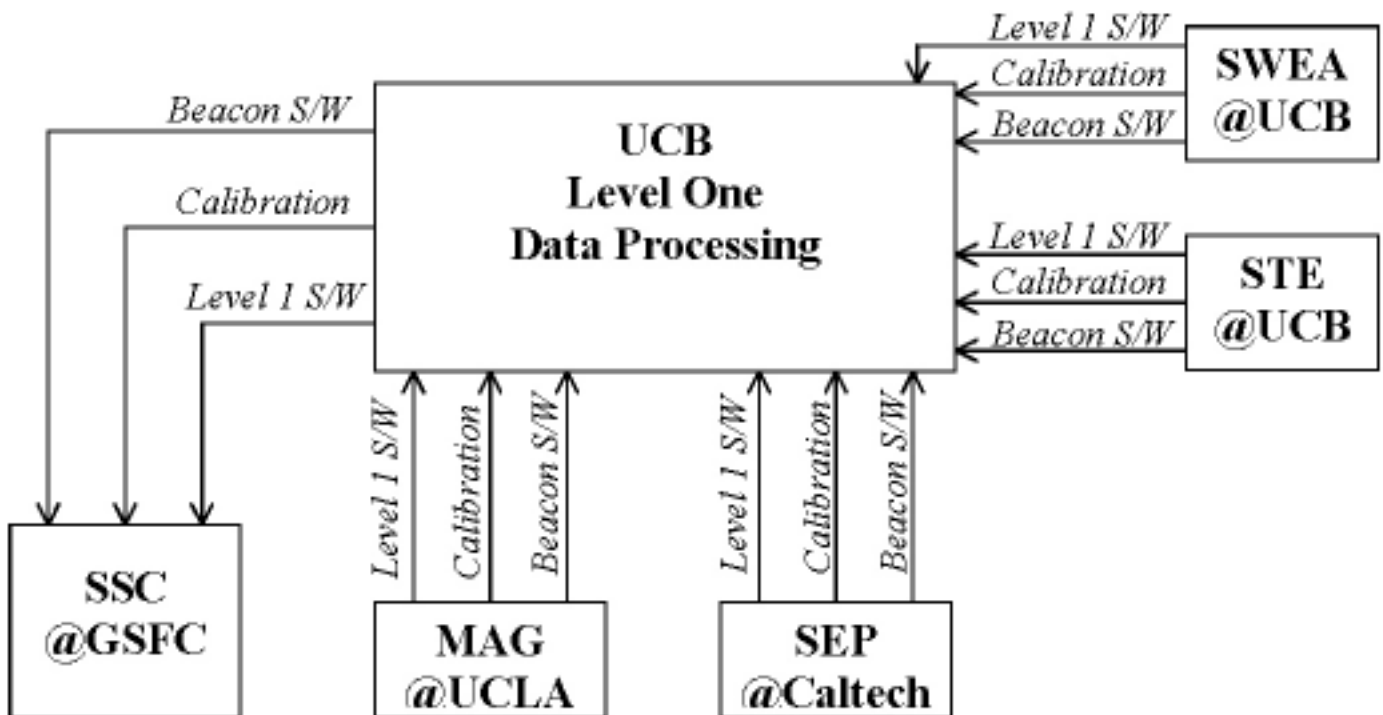 Level 1 S/W
Calibration
Beacon S/W
SWEA
@UCB
Beacon S/W
Calibration
Level 1 S/W
UCB
Level One
Data Processing
Level 1 S/W
Calibration
Beacon S/W
STE
@UCB
Level 1 S/W
Calibration
Beacon S/W
Level 1 S/W
Calibration
Beacon S/W
SSC
@GSFC
MAG
@UCLA
SEP
@Caltech